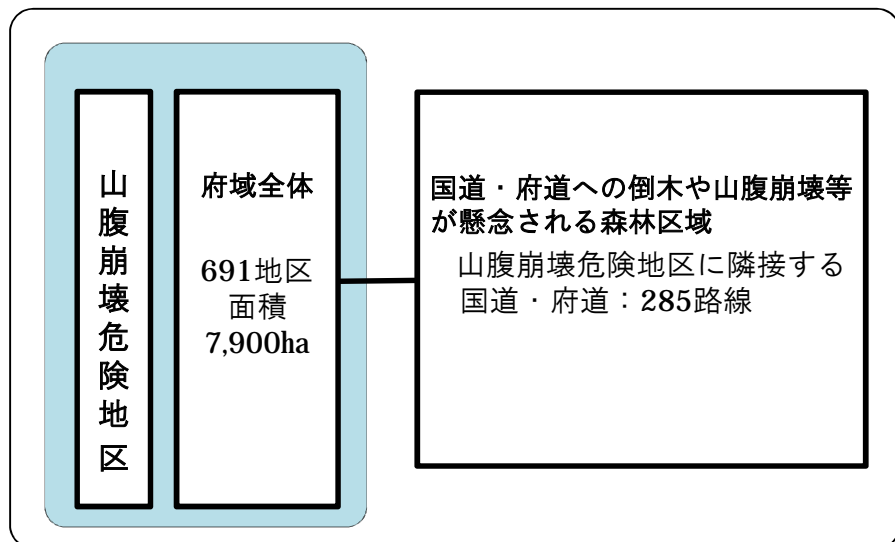 山腹崩壊危険地区
府域全体
691地区
面積
7,900ha
国道・府道への倒木や山腹崩壊等
が懸念される森林区域
山腹崩壊危険地区に隣接する
国道・府道：285路線